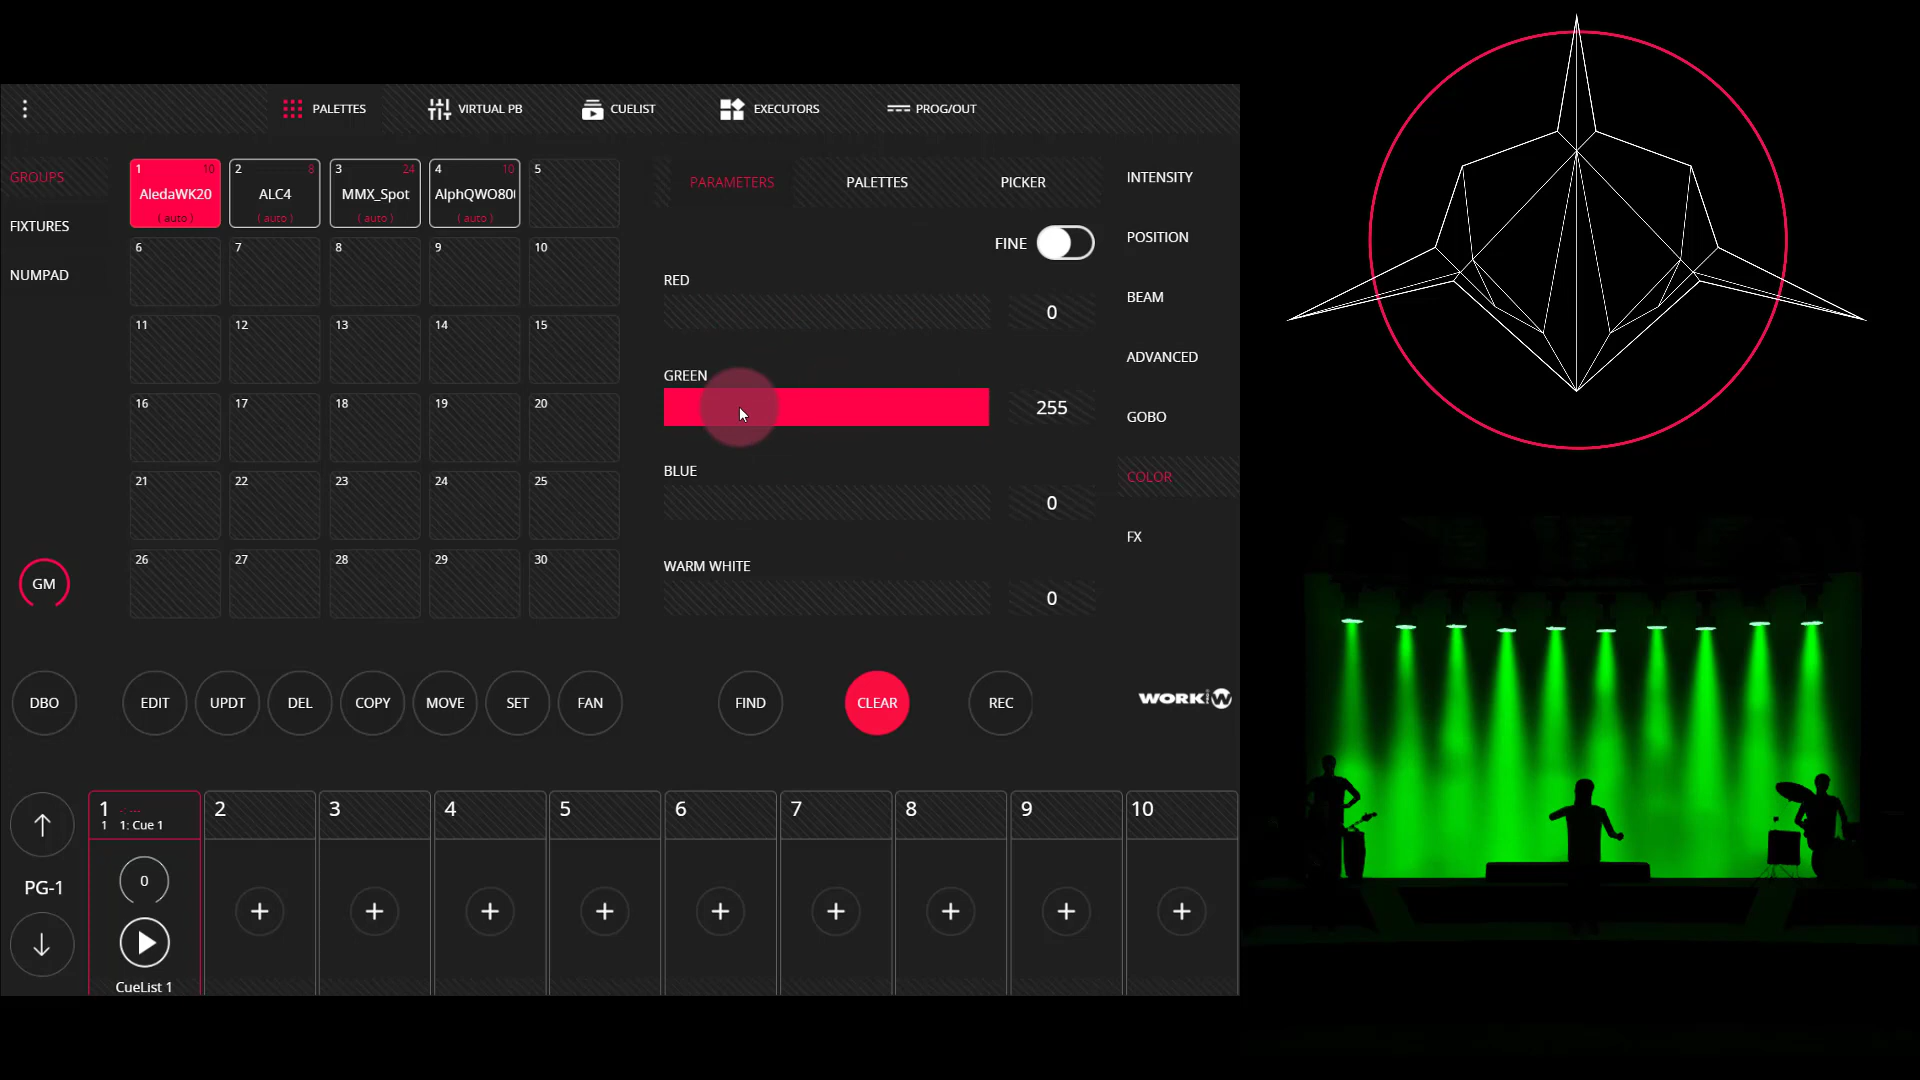 PALETTES
VIRTUAL PB
CUELIST
EXECUTORS
PROG/OUT
GROUPS
FIXTURES
NUMPAD
1 10
AledaWK20
( auto )
2 8
ALC4
( auto )
3 24
MMX_Spot
( auto )
4 10
AlphQWO80
( auto )
5
6 7 8 9 10
11 12 13 14 15
16 17 18 19 20
21 22 23 24 25
26 27 28 29 30
PARAMETERS
PALETTES
PICKER
FINE
RED
0
GREEN
255
BLUE
0
WARM WHITE
0
INTENSITY
POSITION
BEAM
ADVANCED
GOBO
COLOR
FX
GM
DBO
EDIT
UPDT
DEL
COPY
MOVE
SET
FAN
FIND
CLEAR
REC
WORK
PG-1
1 -.---
1 1: Cue 1
0
CueList 1
2
3
4
5
6
7
8
9
10